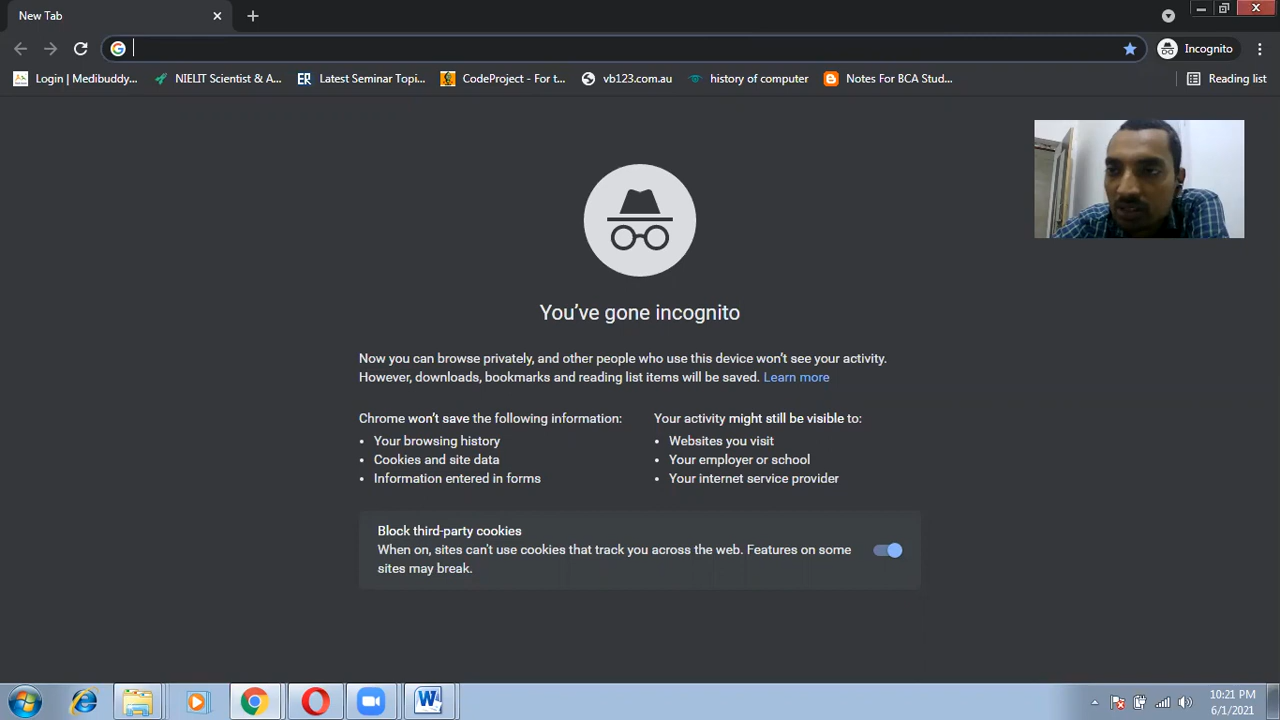 New Tab
Incognito
Login | Medibuddy...
NIELIT Scientist & A...
ER
Latest Seminar Topi...
CodeProject - For t...
vb123.com.au
history of computer
Notes For BCA Stud...
Reading list
You've gone incognito
Now you can browse privately, and other people who use this device won't see your activity.
However, downloads, bookmarks and reading list items will be saved. Learn more
Chrome won't save the following information:
• Your browsing history
• Cookies and site data
• Information entered in forms
Your activity might still be visible to:
• Websites you visit
• Your employer or school
• Your internet service provider
Block third-party cookies
When on, sites can't use cookies that track you across the web. Features on some
sites may break.
10:21 PM
6/1/2021